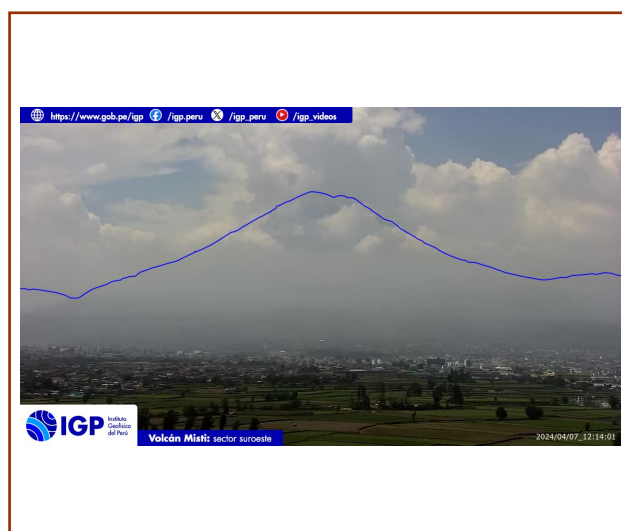 https://www.gob.pe/igp /igp.peru /igp_peru /igp_videos
IGP
Instituto
Geofísico
del Perú
Volcán Misti: sector suroeste
2024/04/07_12:14:01